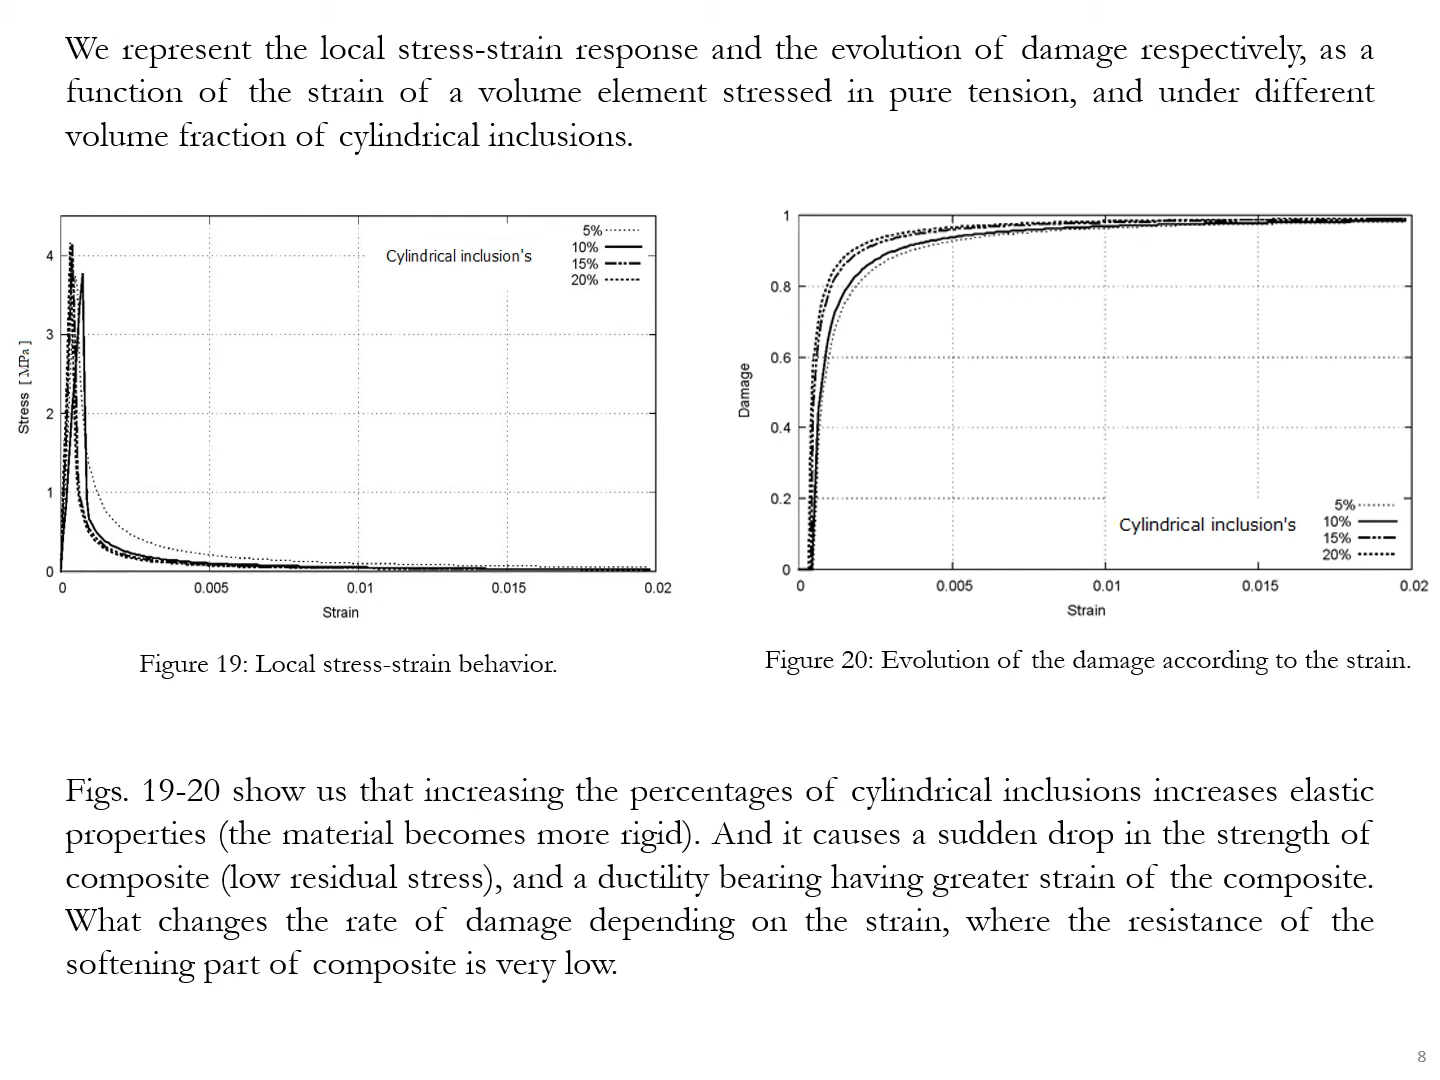 We represent the local stress-strain response and the evolution of damage respectively, as a
function of the strain of a volume element stressed in pure tension, and under different
volume fraction of cylindrical inclusions.
Cylindrical inclusion's
5%
10%
15%
20%
4
3
2
1
0
Stress [MPa]
0
0.005
0.01
0.015
0.02
Strain
Figure 19: Local stress-strain behavior.
1
0.8
0.6
0.4
0.2
0
Damage
Cylindrical inclusion's
5%
10%
15%
20%
0
0.005
0.01
0.015
0.02
Strain
Figure 20: Evolution of the damage according to the strain.
Figs. 19-20 show us that increasing the percentages of cylindrical inclusions increases elastic
properties (the material becomes more rigid). And it causes a sudden drop in the strength of
composite (low residual stress), and a ductility bearing having greater strain of the composite.
What changes the rate of damage depending on the strain, where the resistance of the
softening part of composite is very low.
8